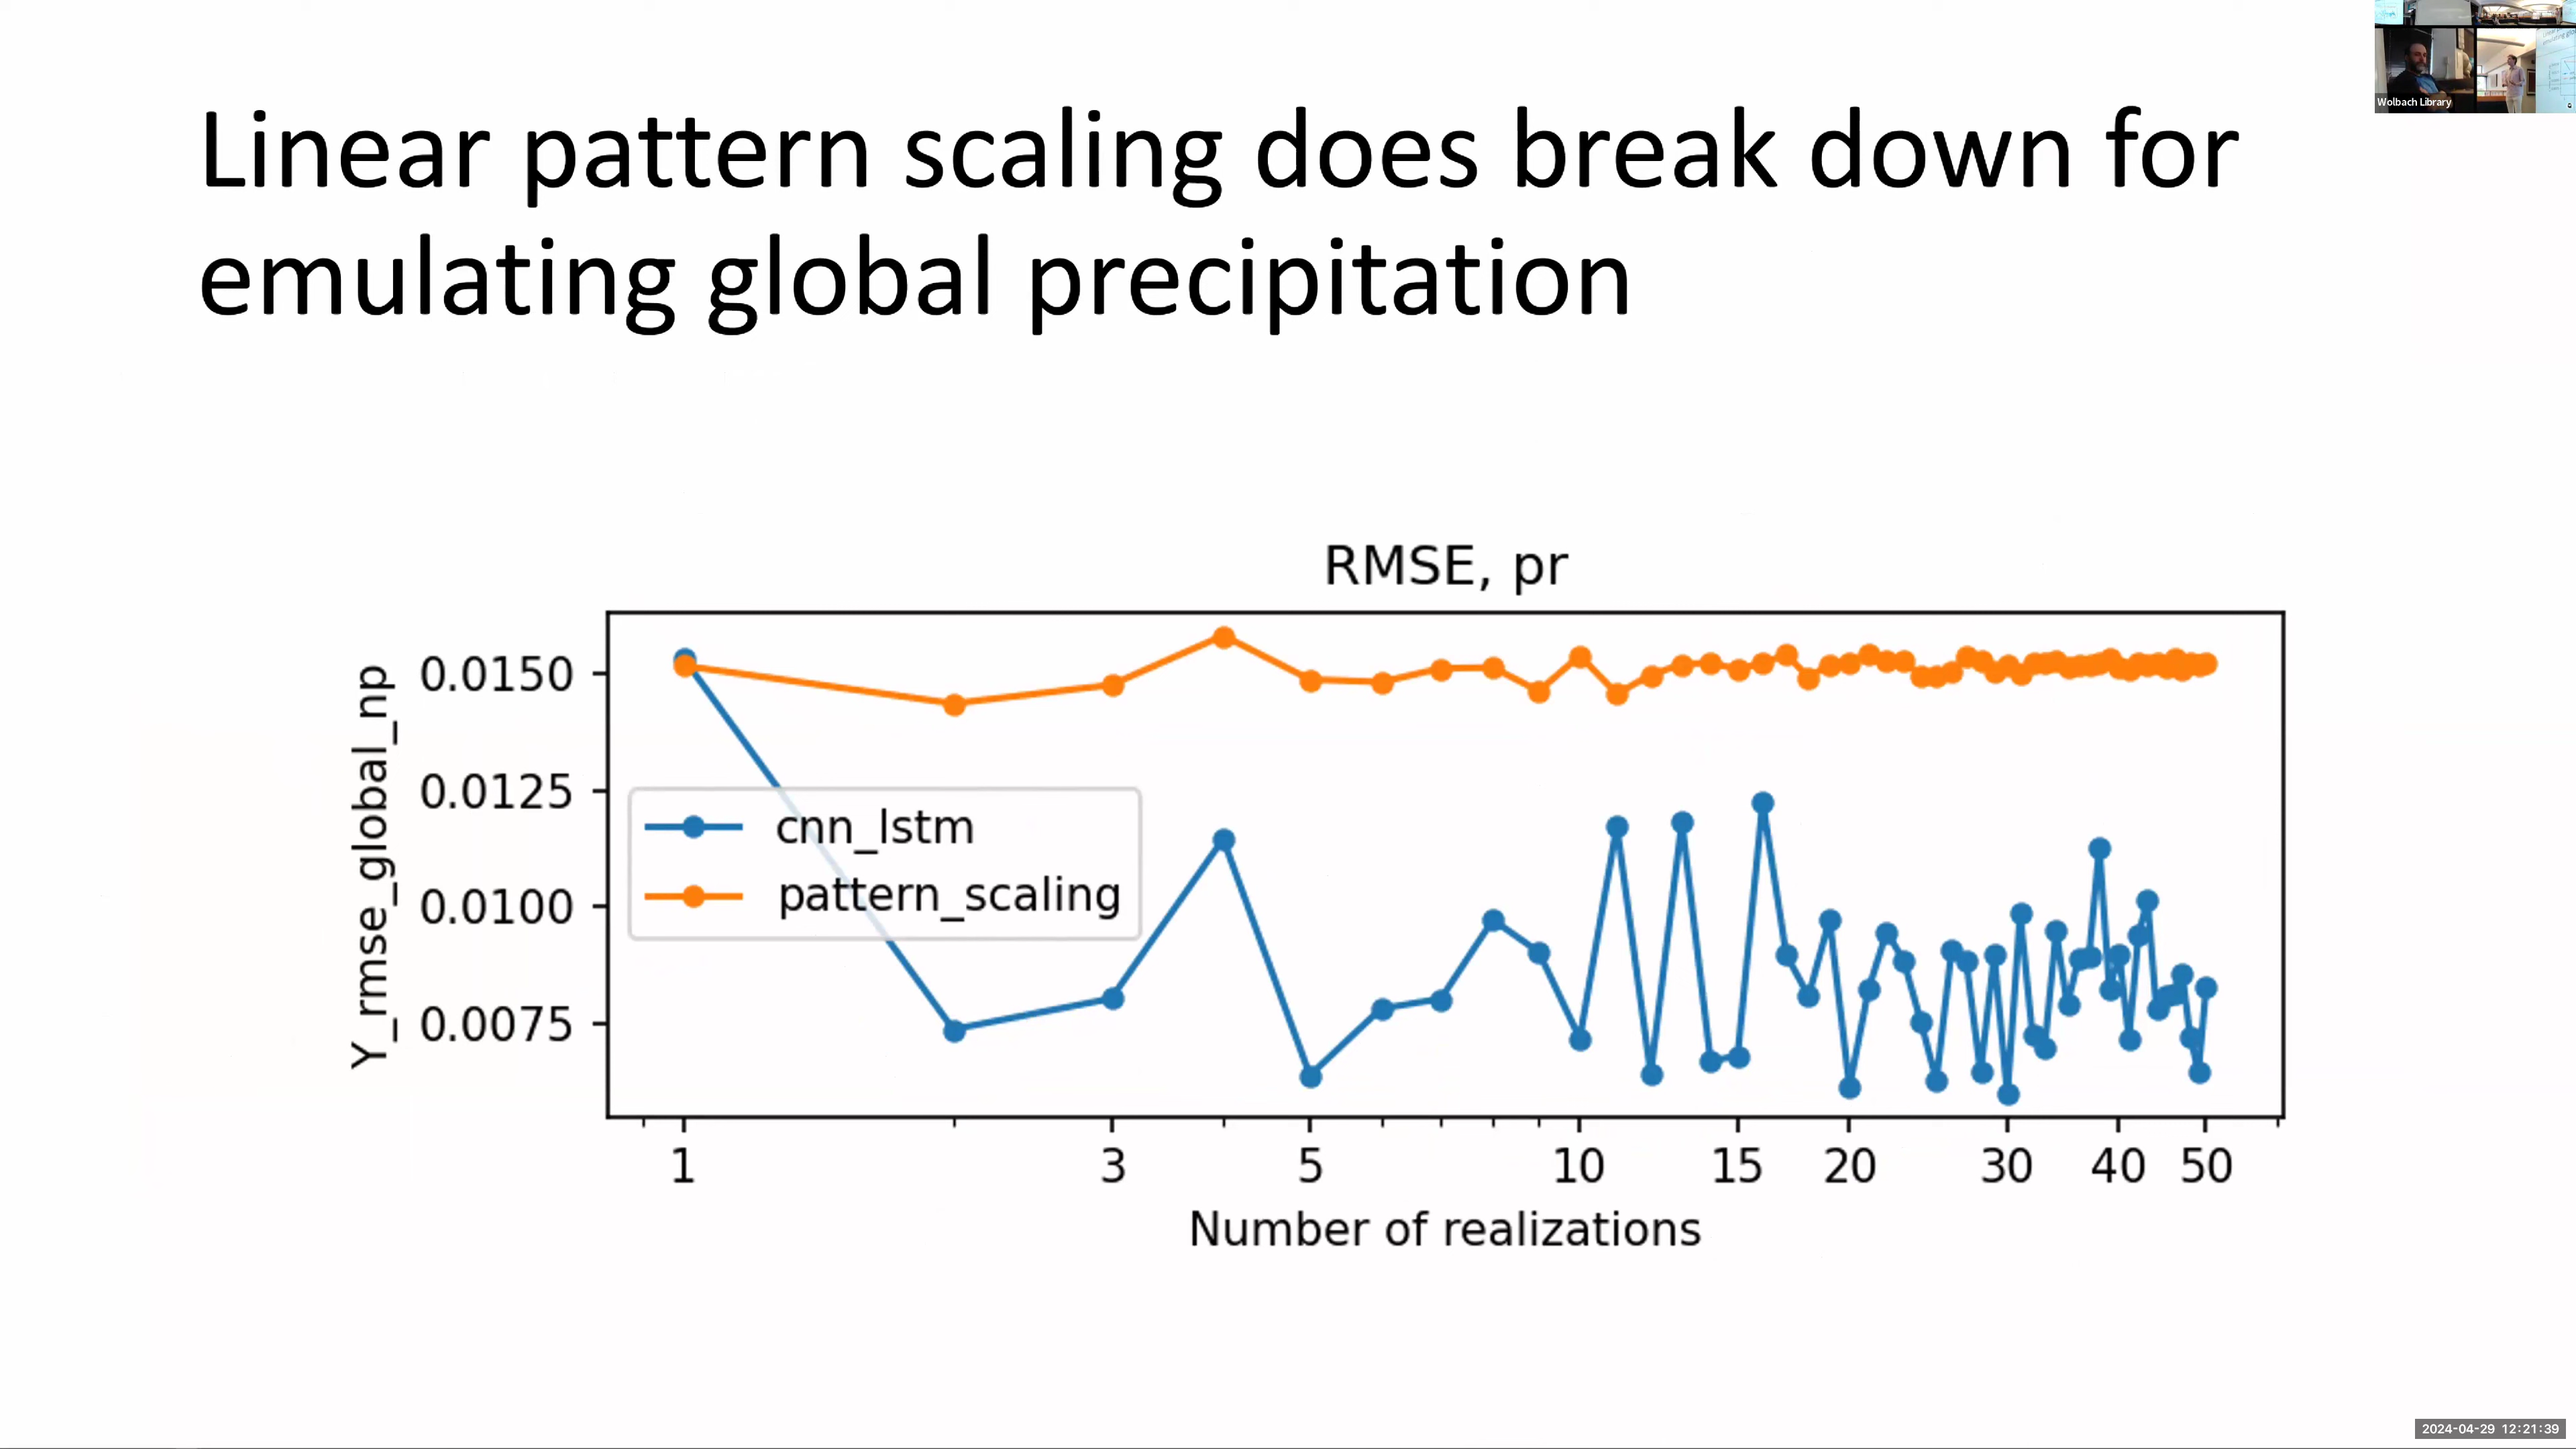 Wolbach Library
Linear pattern scaling does break down for
emulating global precipitation
RMSE, pr
Y_rmse_global_np
0.0150
0.0125
0.0100
0.0075
cnn_lstm
pattern_scaling
1 3 5 10 15 20 30 40 50
Number of realizations
2024-04-29 12:21:39